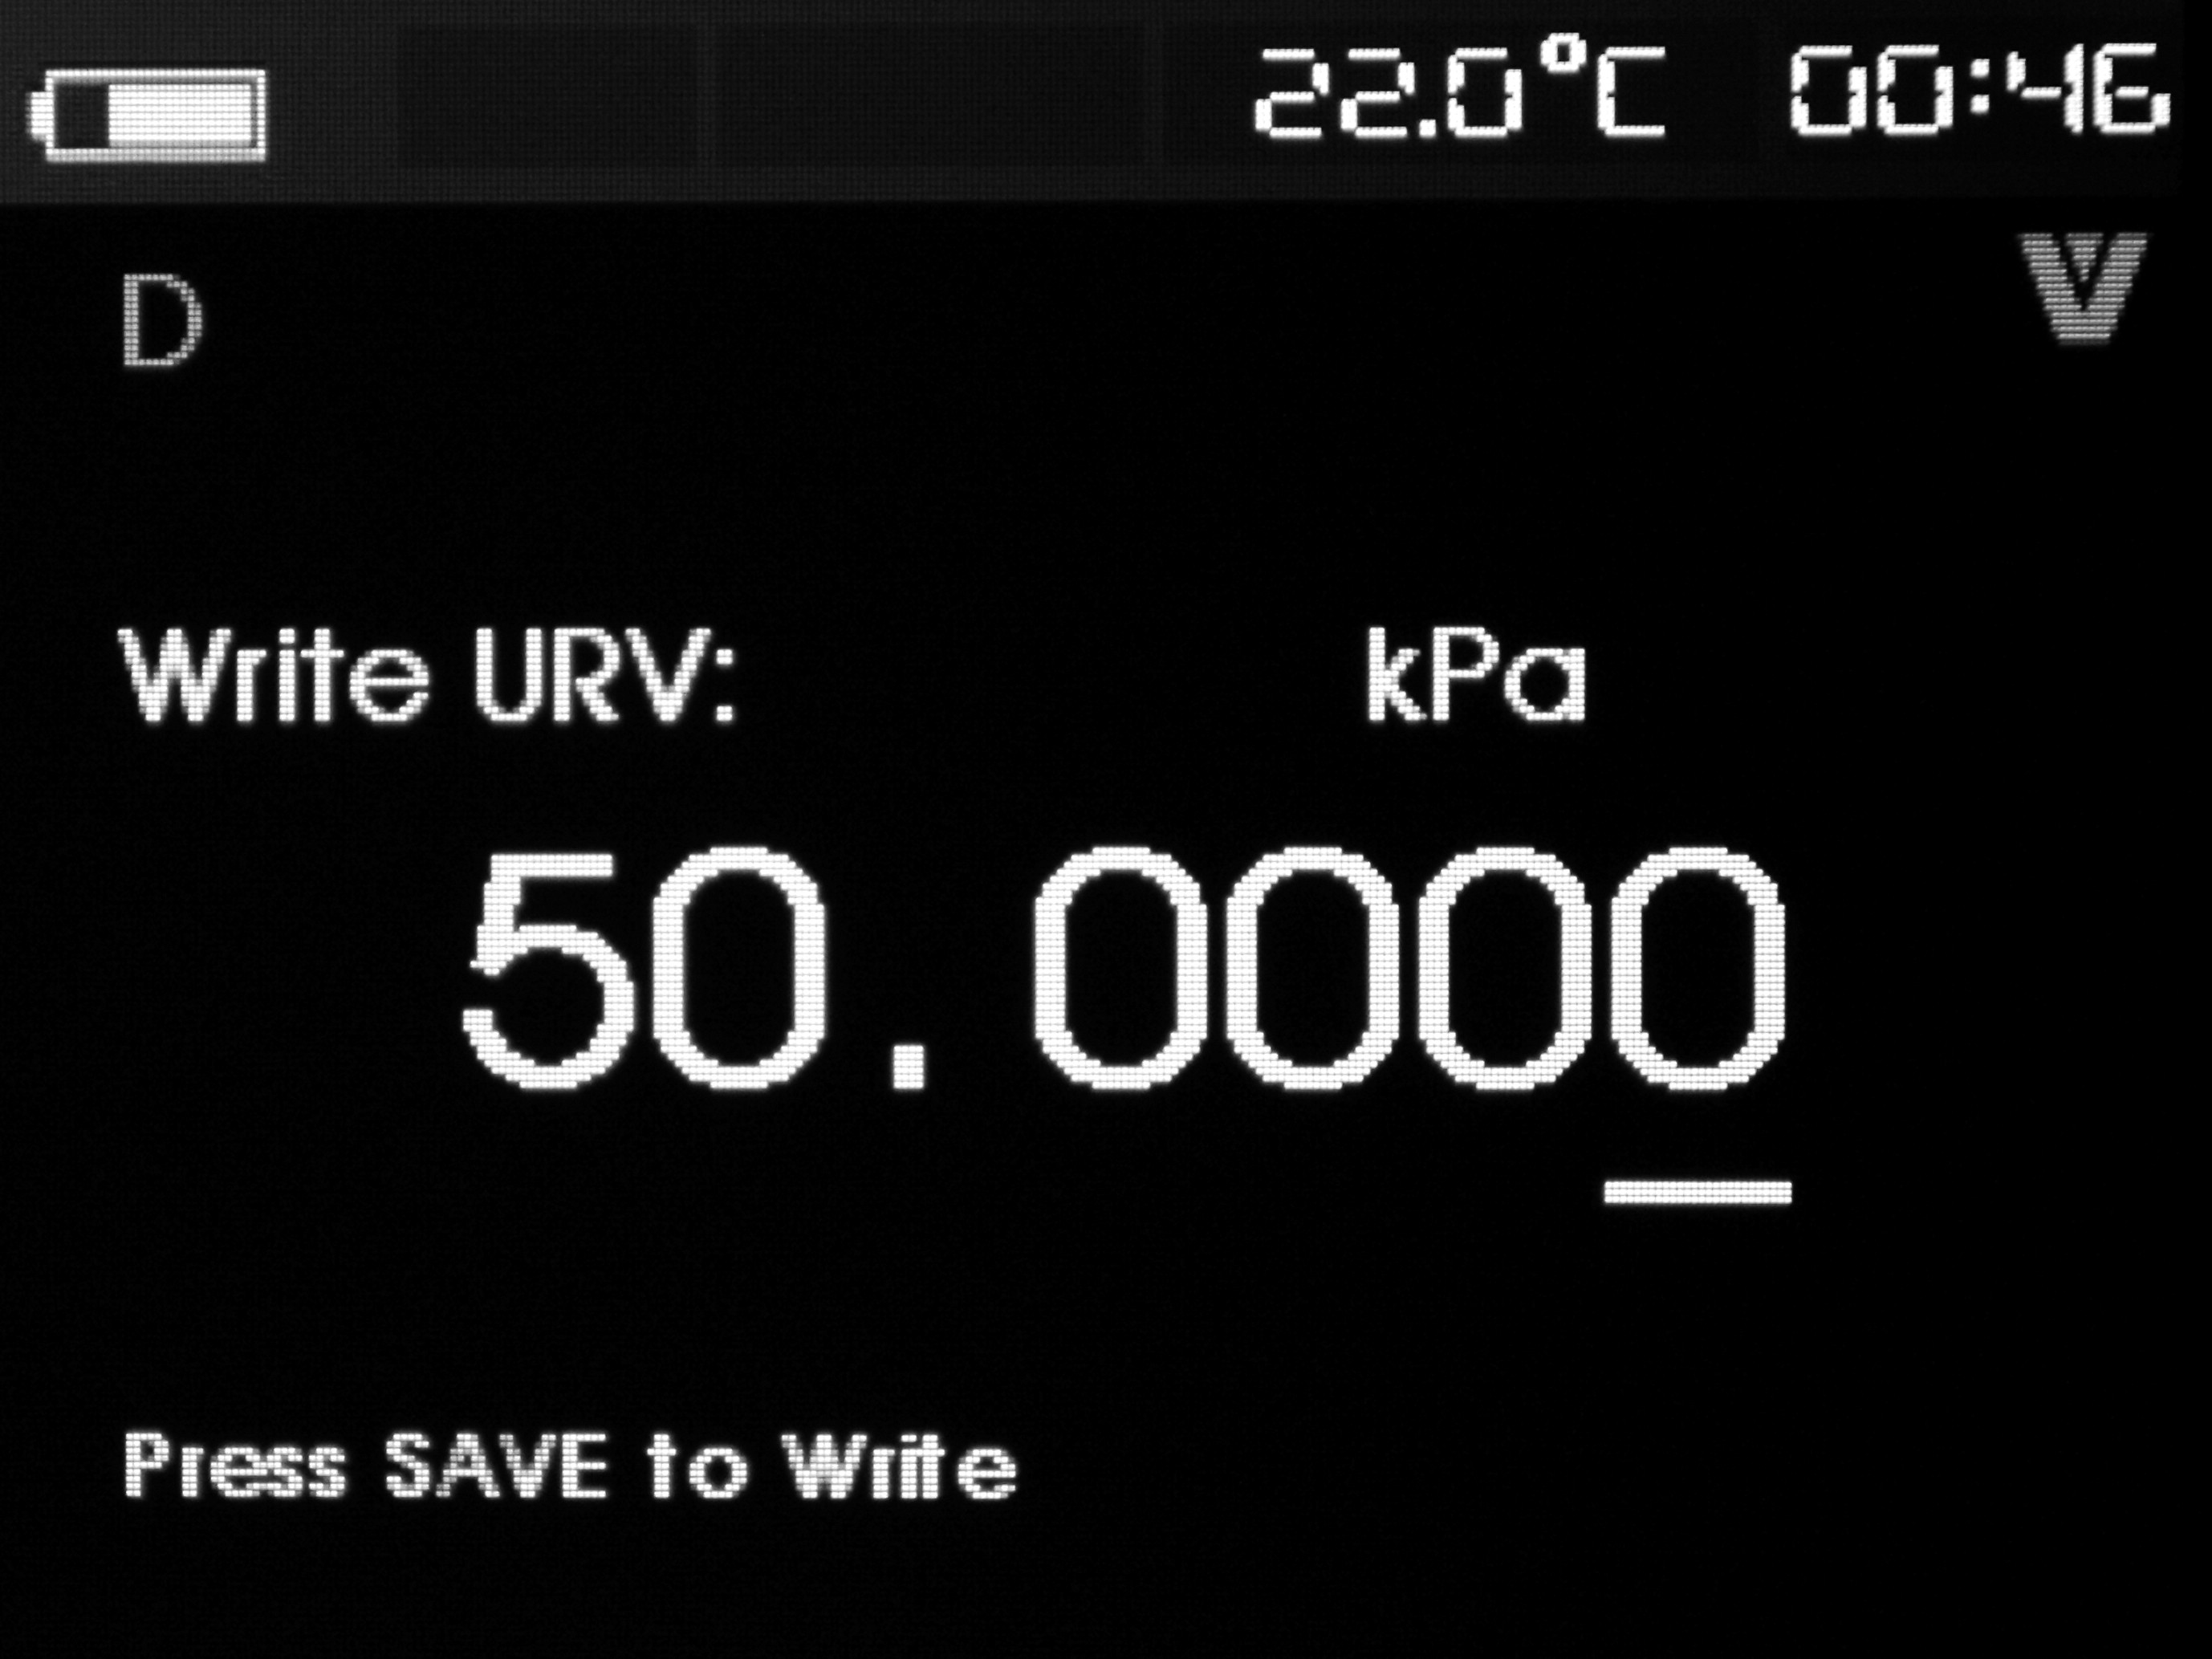 22.0°C 00:46
D V
Write URV: kPa
50.0000
Press SAVE to Write